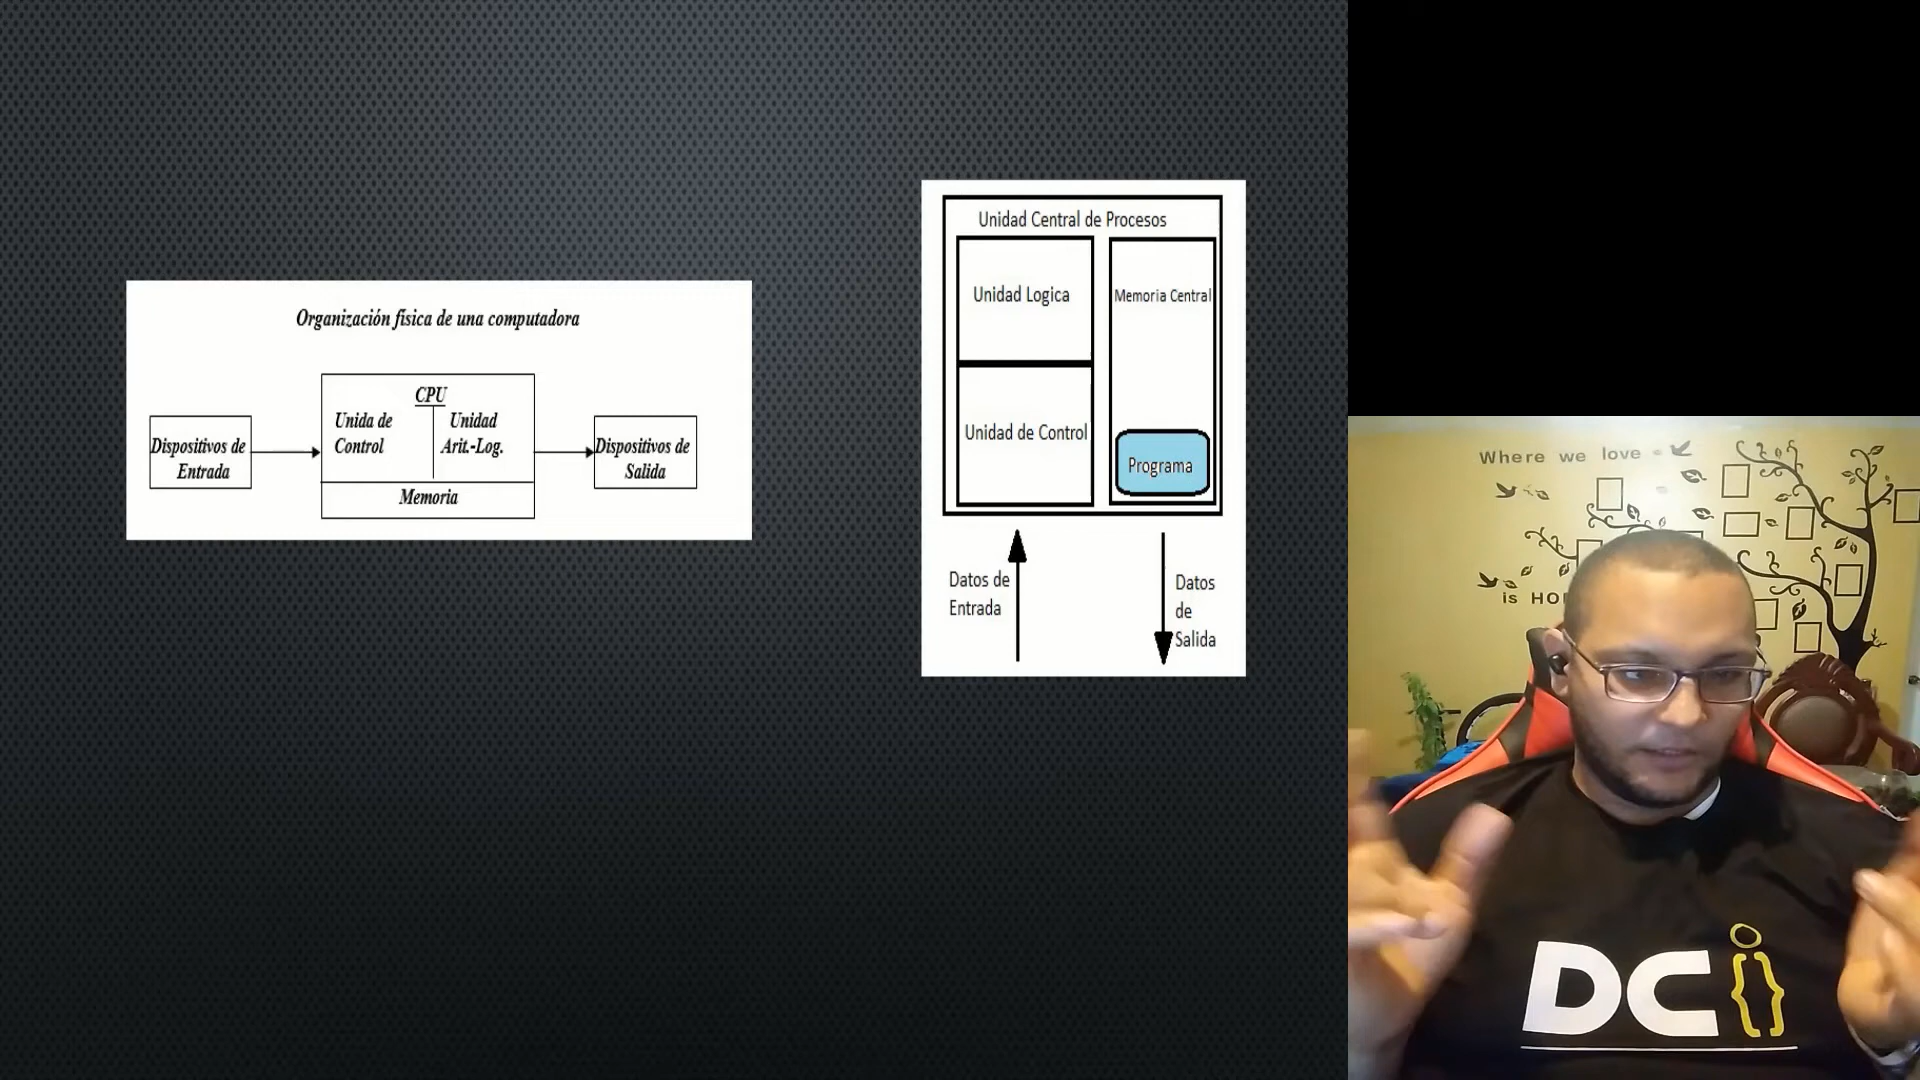 Organización física de una computadora
CPU
Unida de
Control
Unidad
Arit.-Log.
Dispositivos de
Entrada
Dispositivos de
Salida
Memoria
Unidad Central de Procesos
Unidad Logica
Memoria Central
Unidad de Control
Programa
Datos de
Entrada
Datos
de
Salida
Where we love
is HO
DCi
{}